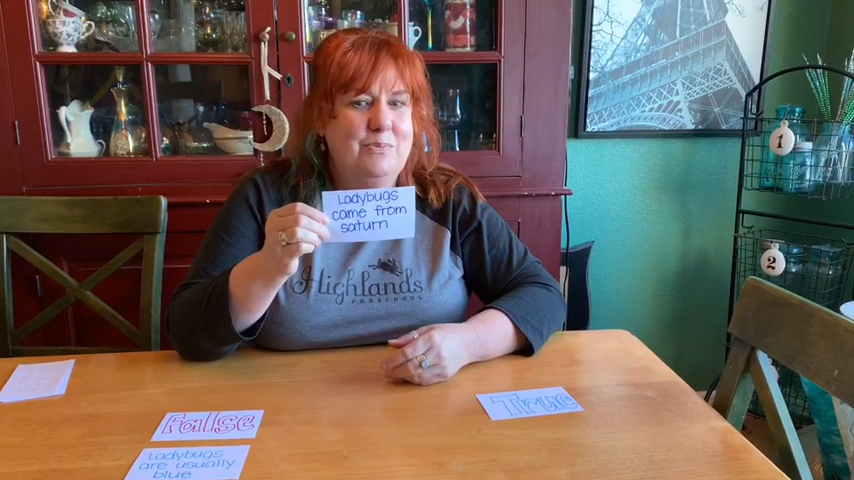 Ladybugs
came from
saturn
Highlands
PRESCHOOL
1
2
True
False
Ladybugs
are usually
blue